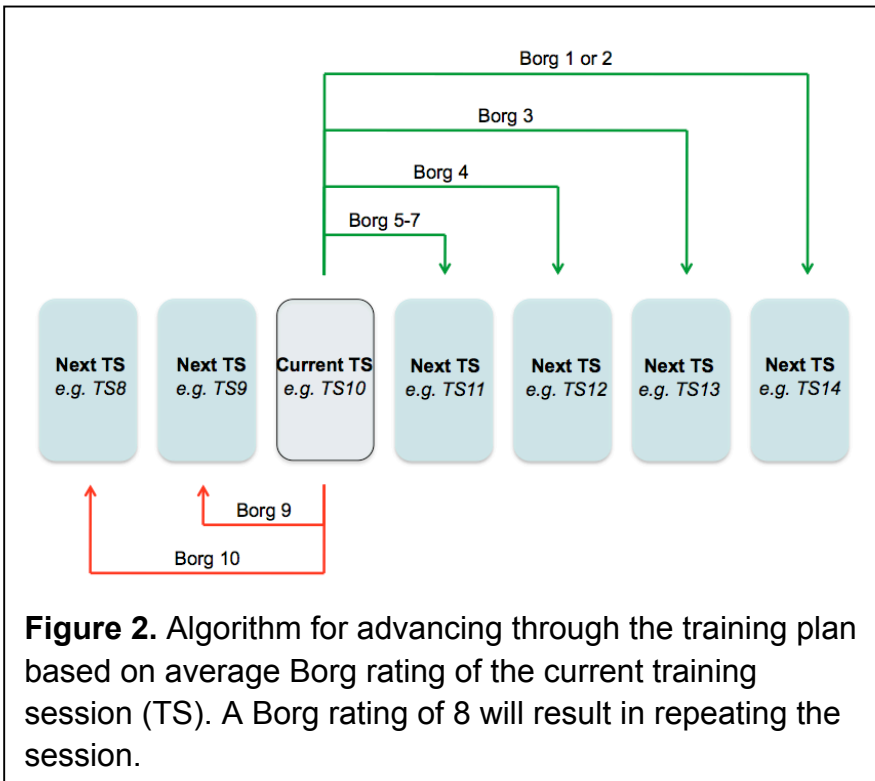 Borg 1 or 2
Borg 3
Borg 4
Borg 5-7
Next TS
e.g. TS8
Next TS
e.g. TS9
Current TS
e.g. TS10
Next TS
e.g. TS11
Next TS
e.g. TS12
Next TS
e.g. TS13
Next TS
e.g. TS14
Borg 9
Borg 10
Figure 2. Algorithm for advancing through the training plan
based on average Borg rating of the current training
session (TS). A Borg rating of 8 will result in repeating the
session.